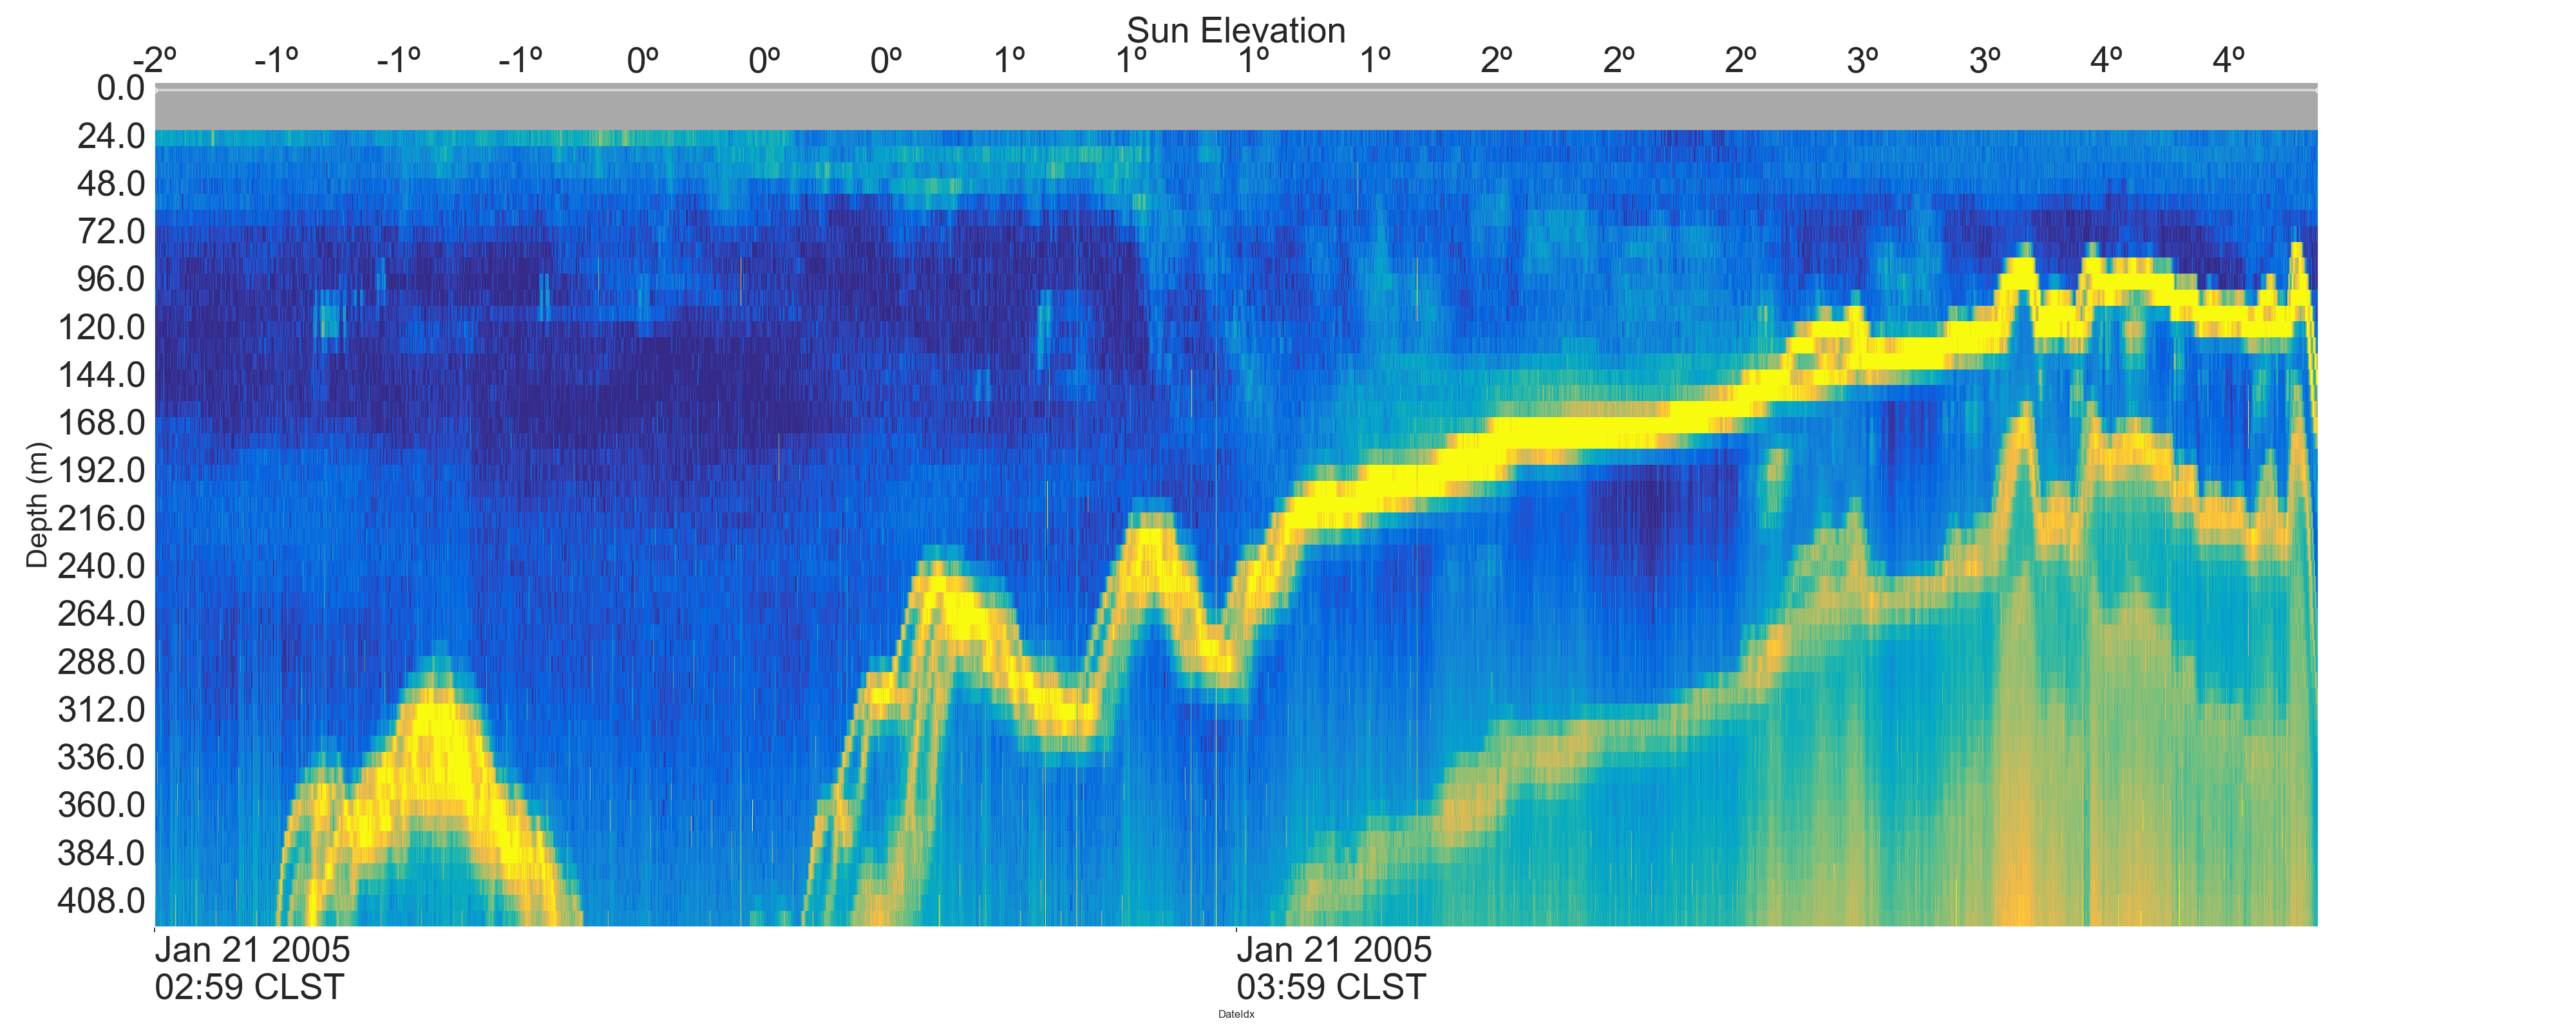 Sun Elevation
-2º -1º -1º -1º 0º 0º 0º 1º 1º 1º 1º 2º 2º 2º 3º 3º 4º 4º
0.0
24.0
48.0
72.0
96.0
120.0
144.0
168.0
192.0
216.0
240.0
264.0
288.0
312.0
336.0
360.0
384.0
408.0
Depth (m)
Jan 21 2005
02:59 CLST
Jan 21 2005
03:59 CLST
DateIdx